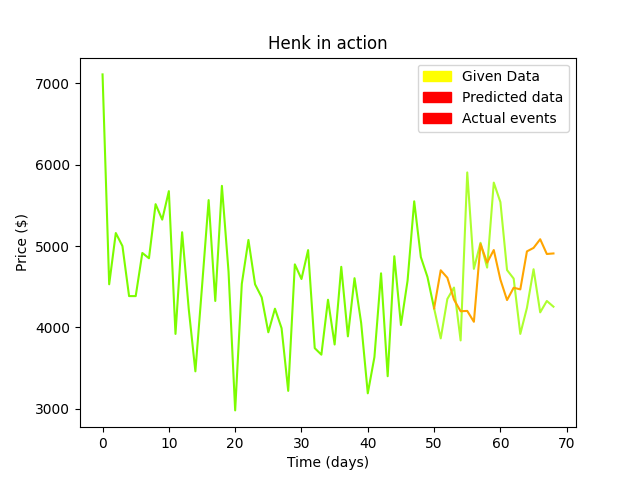 Henk in action
Given Data
Predicted data
Actual events
Price ($)
7000
6000
5000
4000
3000
0 10 20 30 40 50 60 70
Time (days)